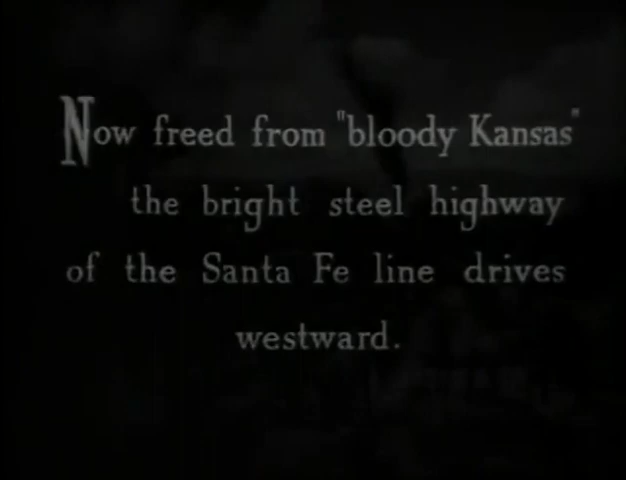 Now freed from "bloody Kansas"
the bright steel highway
of the Santa Fe line drives
westward.